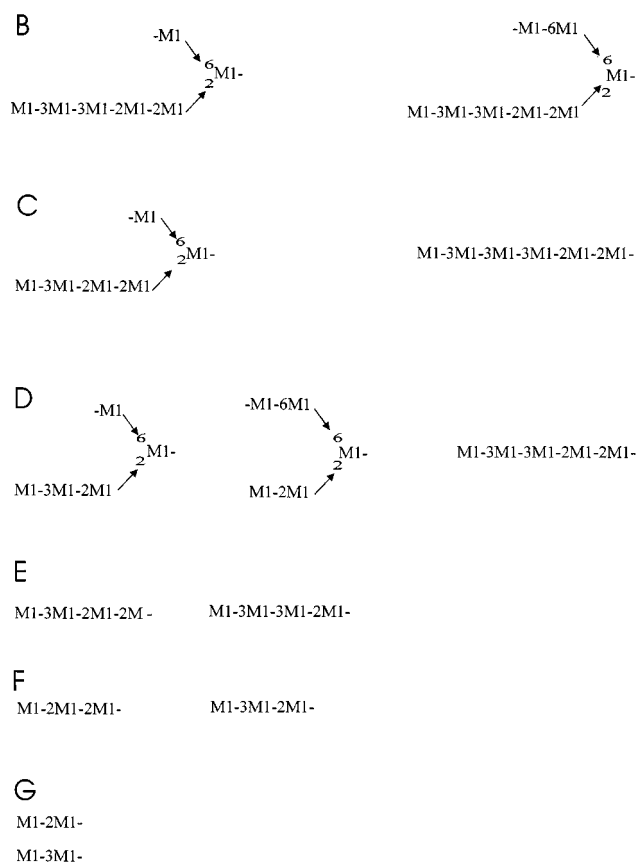 B
-M1 -M1-6M1
6 6
M1- M1-
2 2
M1-3M1-3M1-2M1-2M1 M1-3M1-3M1-2M1-2M1
C
-M1
6
M1- M1-3M1-3M1-3M1-2M1-2M1-
2
M1-3M1-2M1-2M1
D
-M1 -M1-6M1
6 6
M1- M1- M1-3M1-3M1-2M1-2M1-
2 2
M1-3M1-2M1 M1-2M1
E
M1-3M1-2M1-2M - M1-3M1-3M1-2M1-
F
M1-2M1-2M1- M1-3M1-2M1-
G
M1-2M1-
M1-3M1-